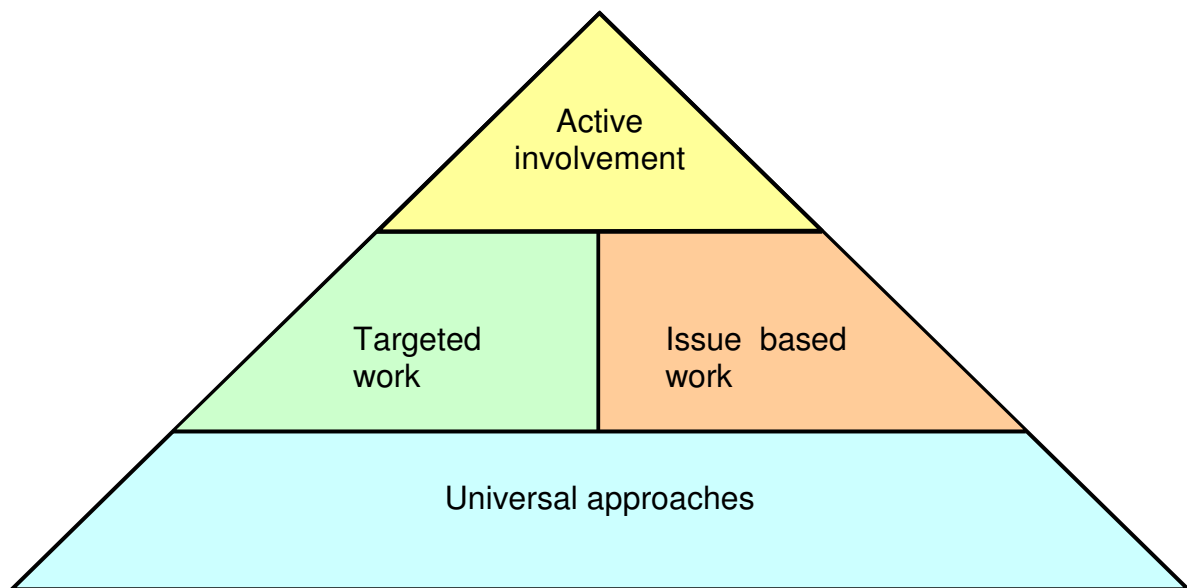 Active
involvement
Targeted
work
Issue  based
work
Universal approaches